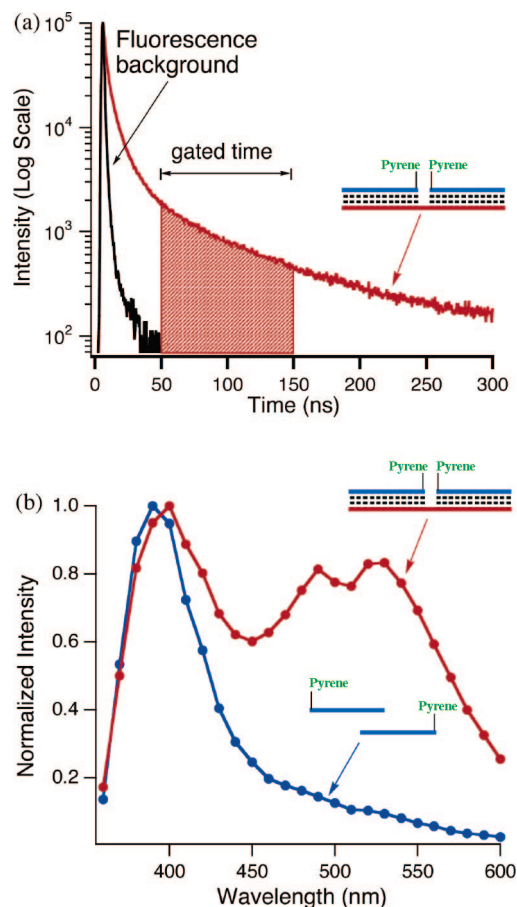 (a)
Intensity (Log Scale)
10^5
10^4
10^3
10^2
Fluorescence
background
gated time
Pyrene Pyrene
0 50 100 150 200 250 300
Time (ns)
(b)
Normalized Intensity
1.0
0.8
0.6
0.4
0.2
Pyrene Pyrene
Pyrene
Pyrene
400 450 500 550 600
Wavelength (nm)